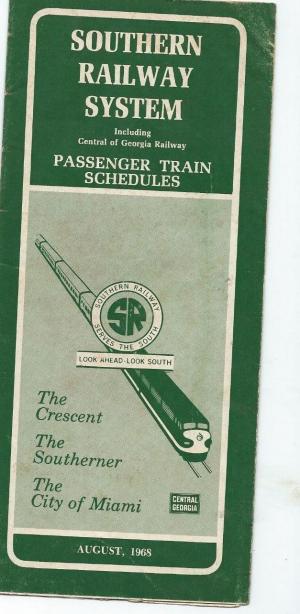 SOUTHERN
RAILWAY
SYSTEM
Including
Central of Georgia Railway
PASSENGER TRAIN
SCHEDULES
SOUTHERN RAILWAY
SR
SERVES THE SOUTH
LOOK AHEAD-LOOK SOUTH
The
Crescent
The
Southerner
The
City of Miami
CENTRAL
GEORGIA
AUGUST, 1968